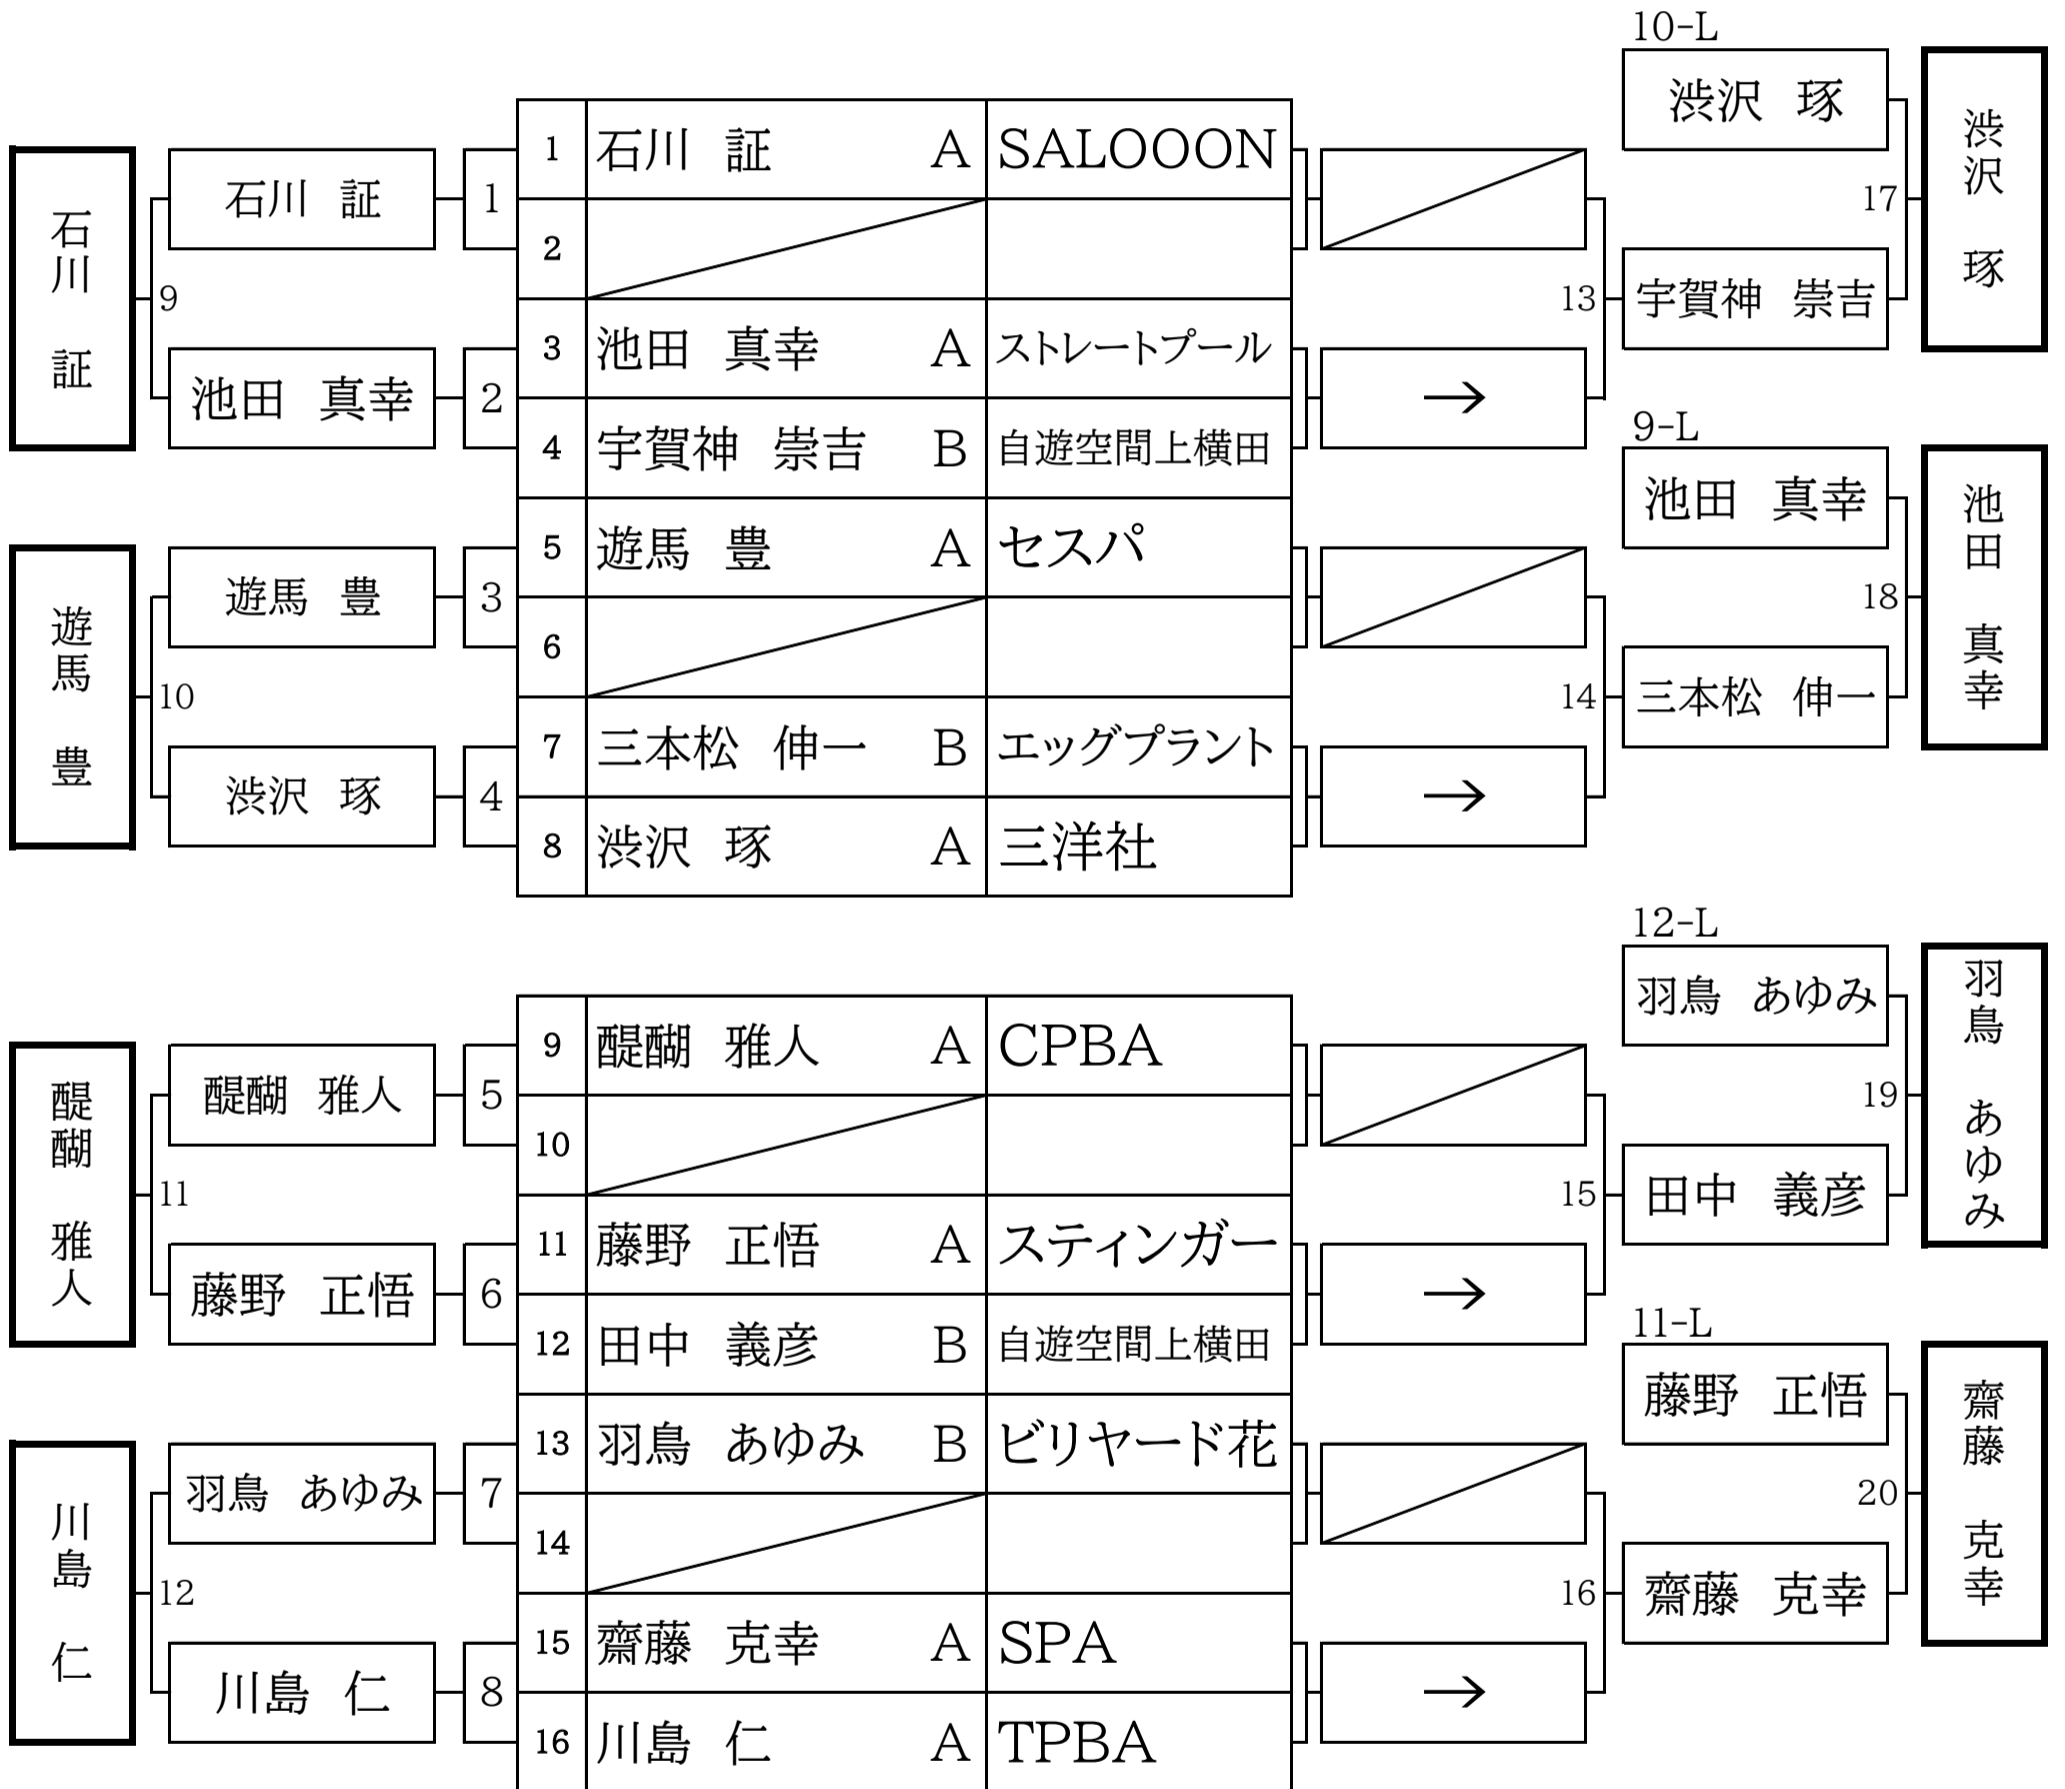 10-L
渋沢　琢
渋沢　琢
1 石川　証 A SALOOON
石川　証 1
石川　証
17
2
9
13 宇賀神　崇吉
3 池田　真幸 A ストレートプール
池田　真幸 2
→
9-L
4 宇賀神　崇吉 B 自遊空間上横田
池田　真幸
池田　真幸
5 遊馬　豊 A セスパ
遊馬　豊 3
遊馬　豊
18
6
10
14 三本松　伸一
7 三本松　伸一 B エッグプラント
渋沢　琢 4
→
8 渋沢　琢 A 三洋社
12-L
羽鳥　あゆみ
羽鳥　あゆみ
9 醍醐　雅人 A CPBA
醍醐　雅人 5
醍醐　雅人
19
10
11
15 田中　義彦
11 藤野　正悟 A スティンガー
藤野　正悟 6
→
11-L
12 田中　義彦 B 自遊空間上横田
藤野　正悟
齋藤　克幸
13 羽鳥　あゆみ B ビリヤード花
羽鳥　あゆみ 7
川島　仁
20
14
12
16 齋藤　克幸
15 齋藤　克幸 A SPA
川島　仁 8
→
16 川島　仁 A TPBA